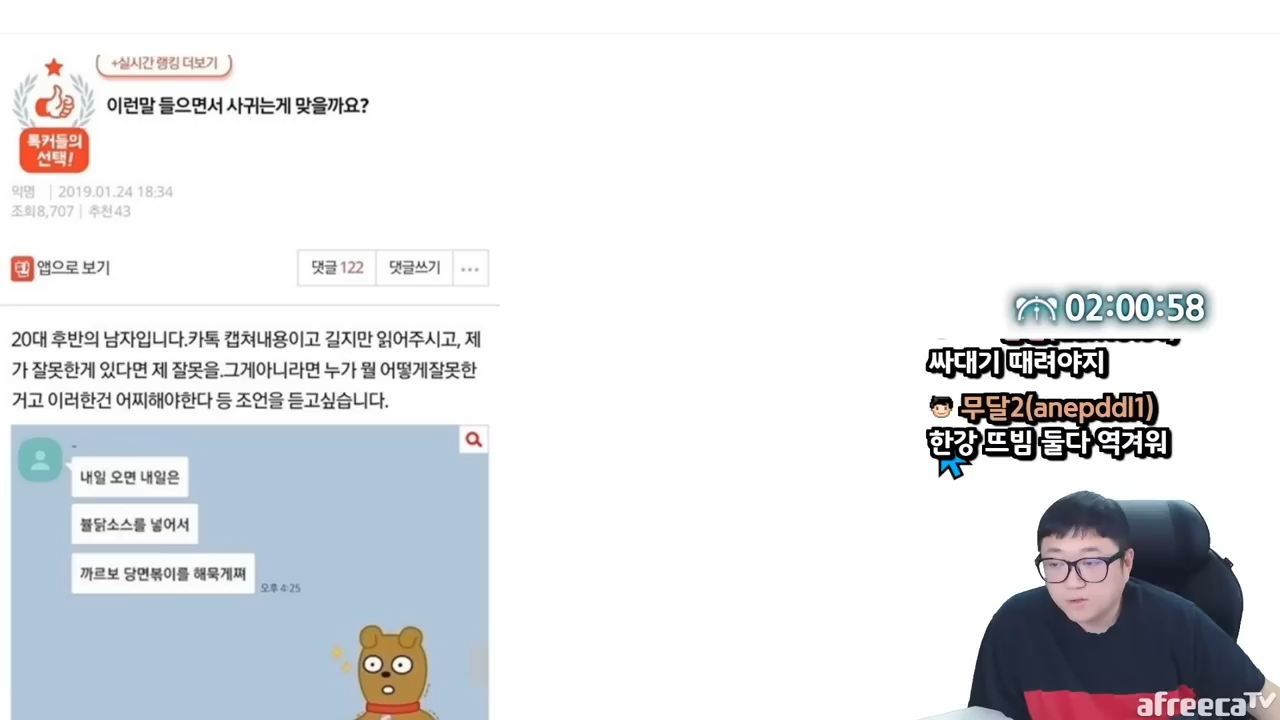 +실시간 랭킹 더보기
이런말 들으면서 사귀는게 맞을까요?
톡커들의
선택!
익명 | 2019.01.24 18:34
조회8,707 | 추천43
앱으로 보기
댓글 122
댓글쓰기
...
20대 후반의 남자입니다.카톡 캡쳐내용이고 길지만 읽어주시고, 제
가 잘못한게 있다면 제 잘못을.그게아니라면 누가 뭘 어떻게잘못한
거고 이러한건 어찌해야한다 등 조언을 듣고싶습니다.
-
내일 오면 내일은
뷸닭소스를 넣어서
까르보 당면볶이를 해묵게쪄
오후 4:25
02:00:58
싸대기 때려야지
무달2(anepddl1)
한강 뜨빔 둘다 역겨워
afreecaTV